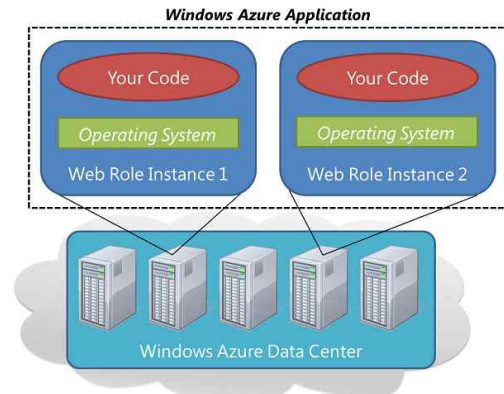 Windows Azure Application
Your Code
Operating System
Web Role Instance 1
Your Code
Operating System
Web Role Instance 2
Windows Azure Data Center